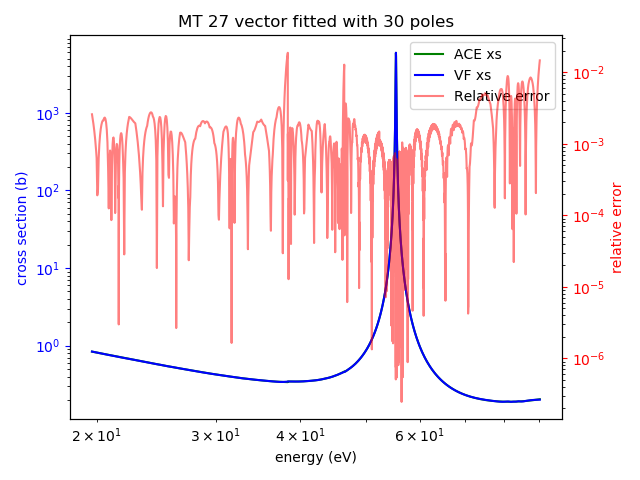 MT 27 vector fitted with 30 poles
ACE xs
VF xs
Relative error
cross section (b)
10³
10²
10¹
10⁰
10⁻²
10⁻³
10⁻⁴
10⁻⁵
10⁻⁶
relative error
2 × 10¹ 3 × 10¹ 4 × 10¹ 6 × 10¹
energy (eV)